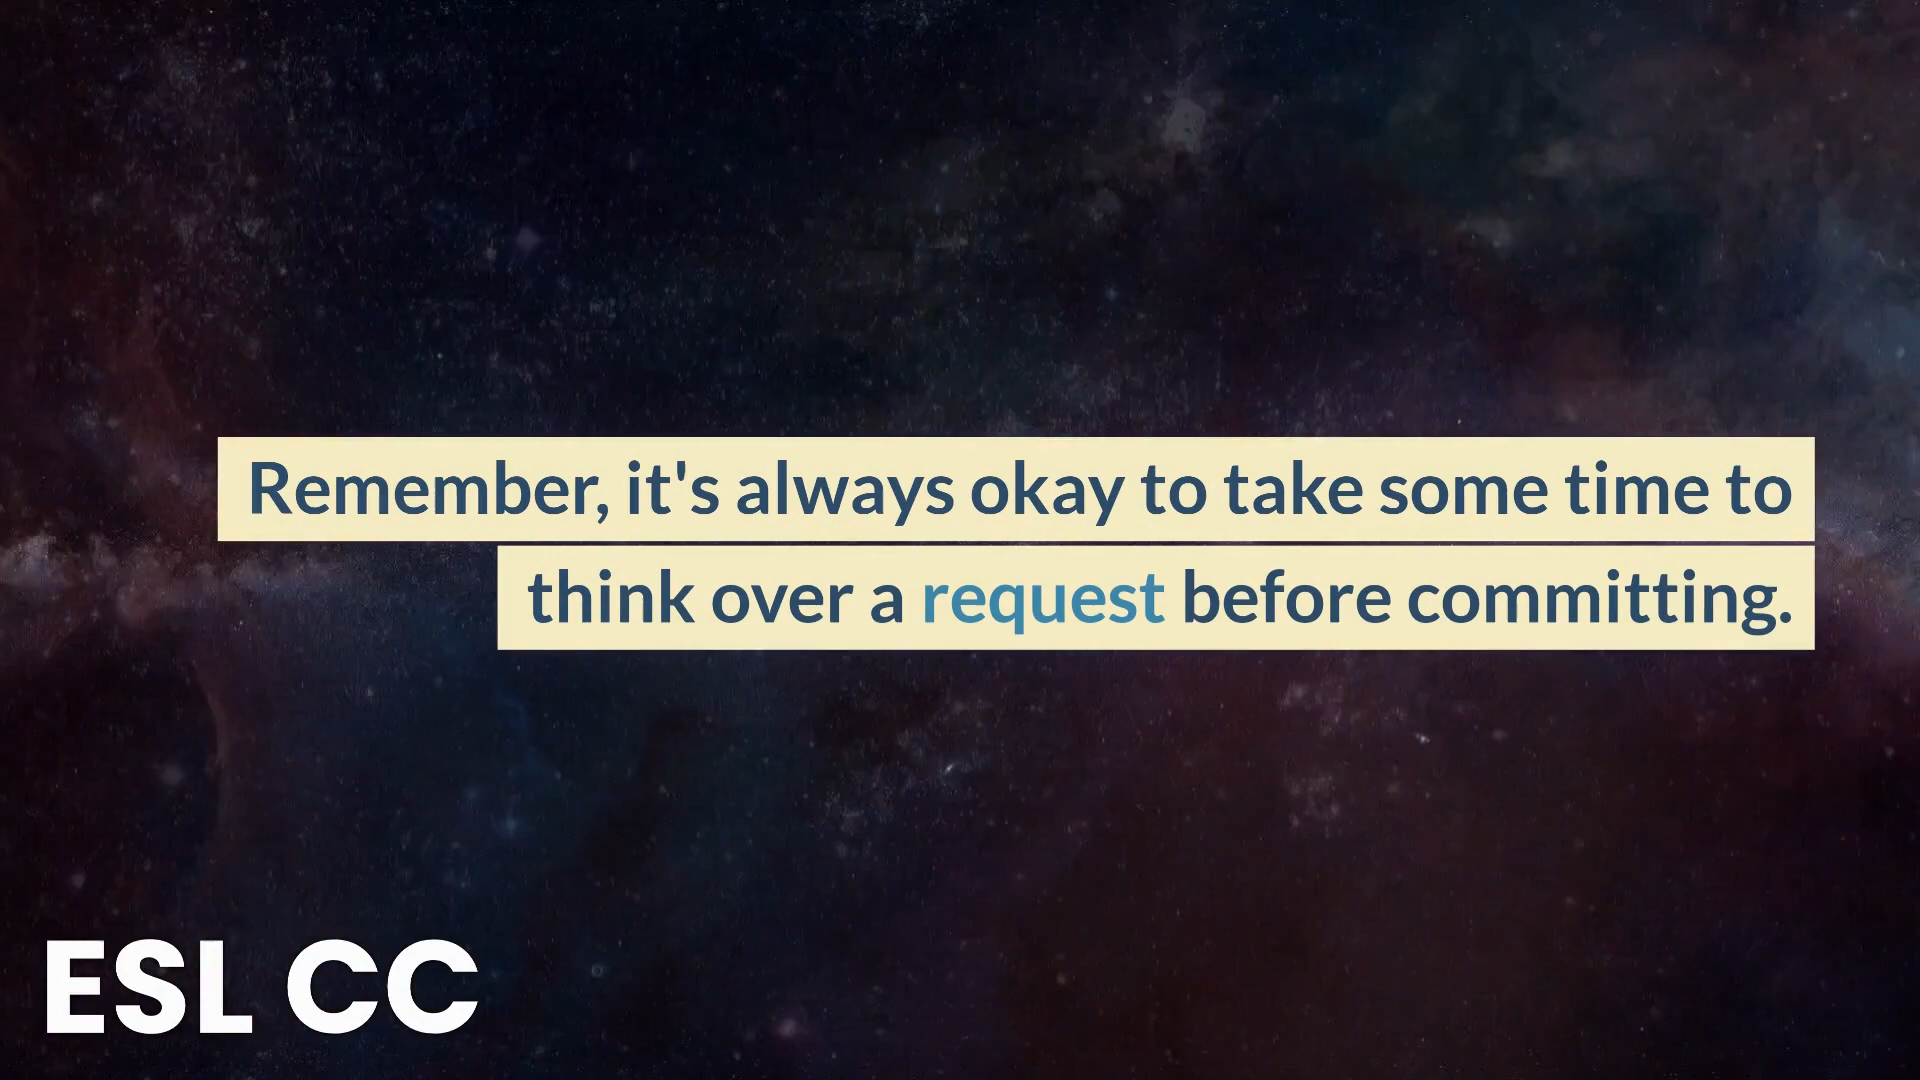 Remember, it's always okay to take some time to
think over a request before committing.
ESL CC